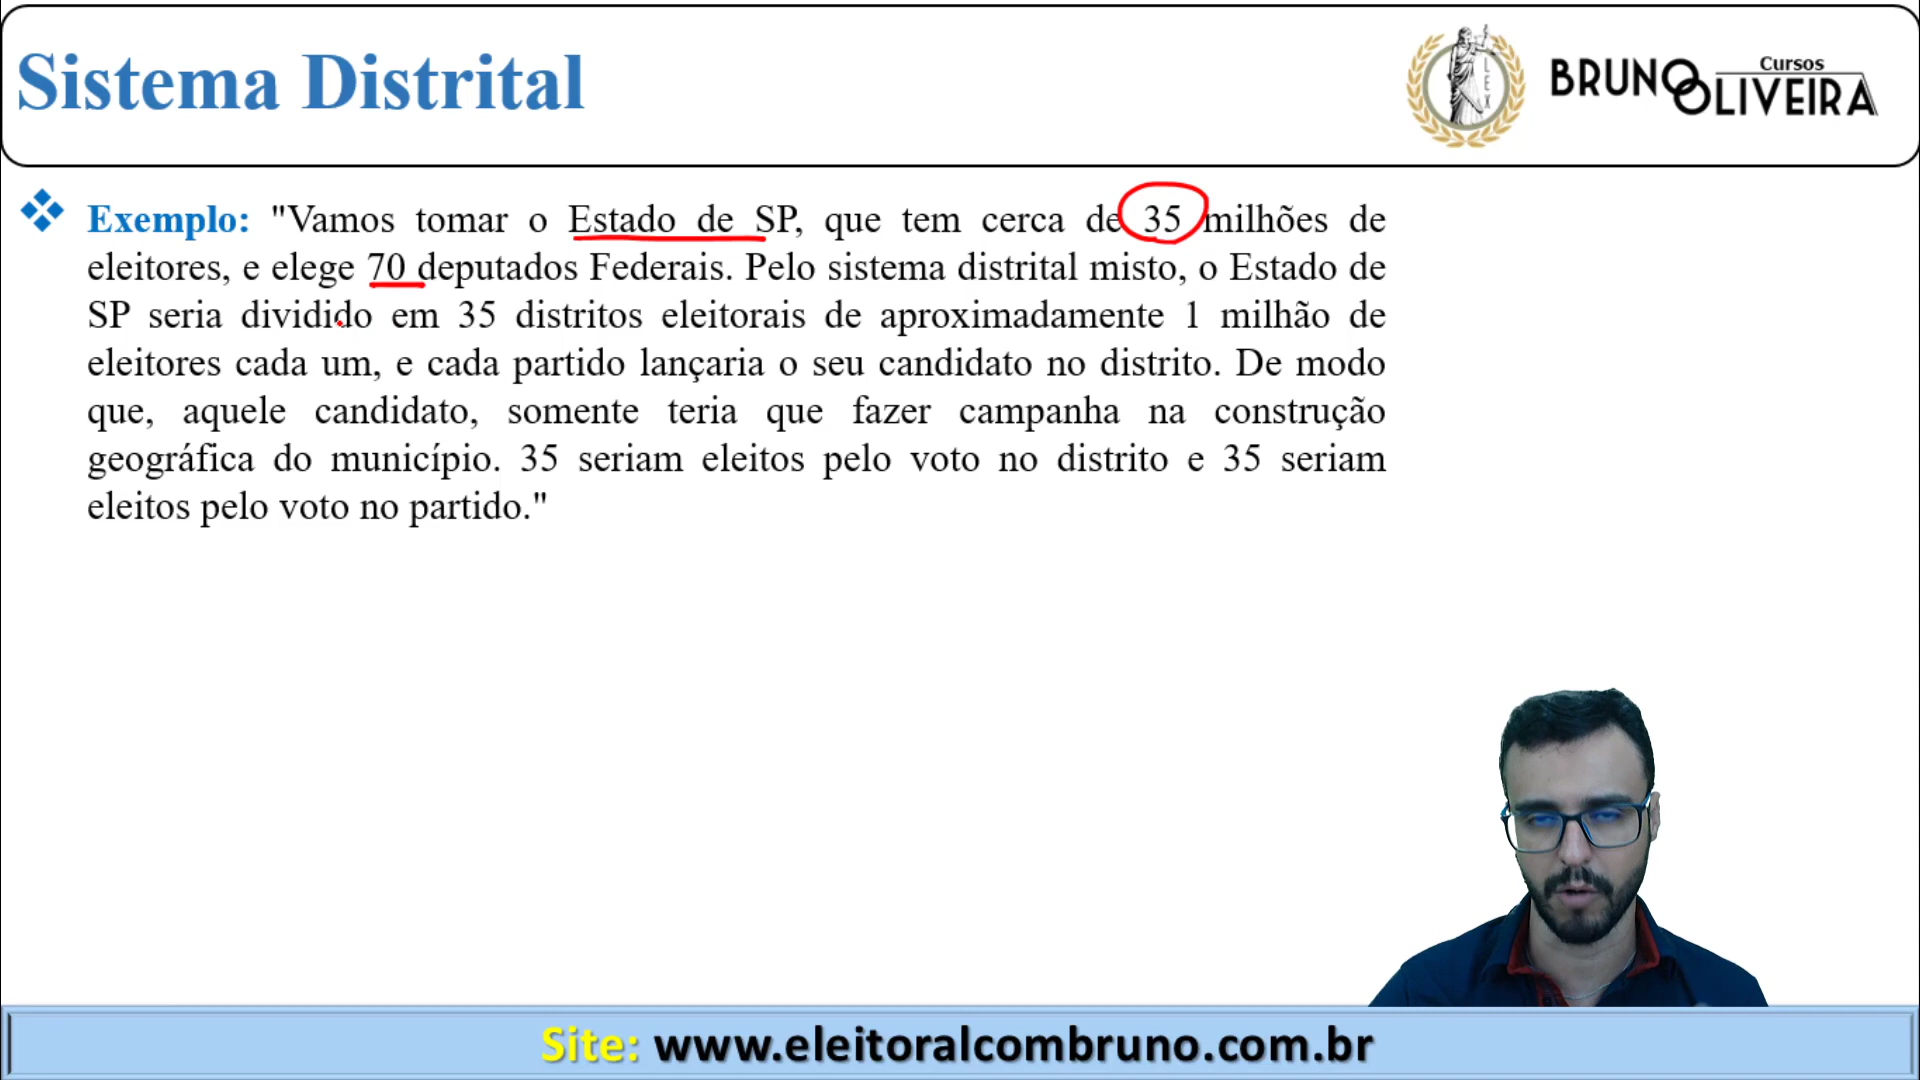 Sistema Distrital
LEX
Cursos
BRUNO
OLIVEIRA
Exemplo: "Vamos tomar o Estado de SP, que tem cerca de 35 milhões de
eleitores, e elege 70 deputados Federais. Pelo sistema distrital misto, o Estado de
SP seria dividido em 35 distritos eleitorais de aproximadamente 1 milhão de
eleitores cada um, e cada partido lançaria o seu candidato no distrito. De modo
que, aquele candidato, somente teria que fazer campanha na construção
geográfica do município. 35 seriam eleitos pelo voto no distrito e 35 seriam
eleitos pelo voto no partido."
Site: www.eleitoralcombruno.com.br